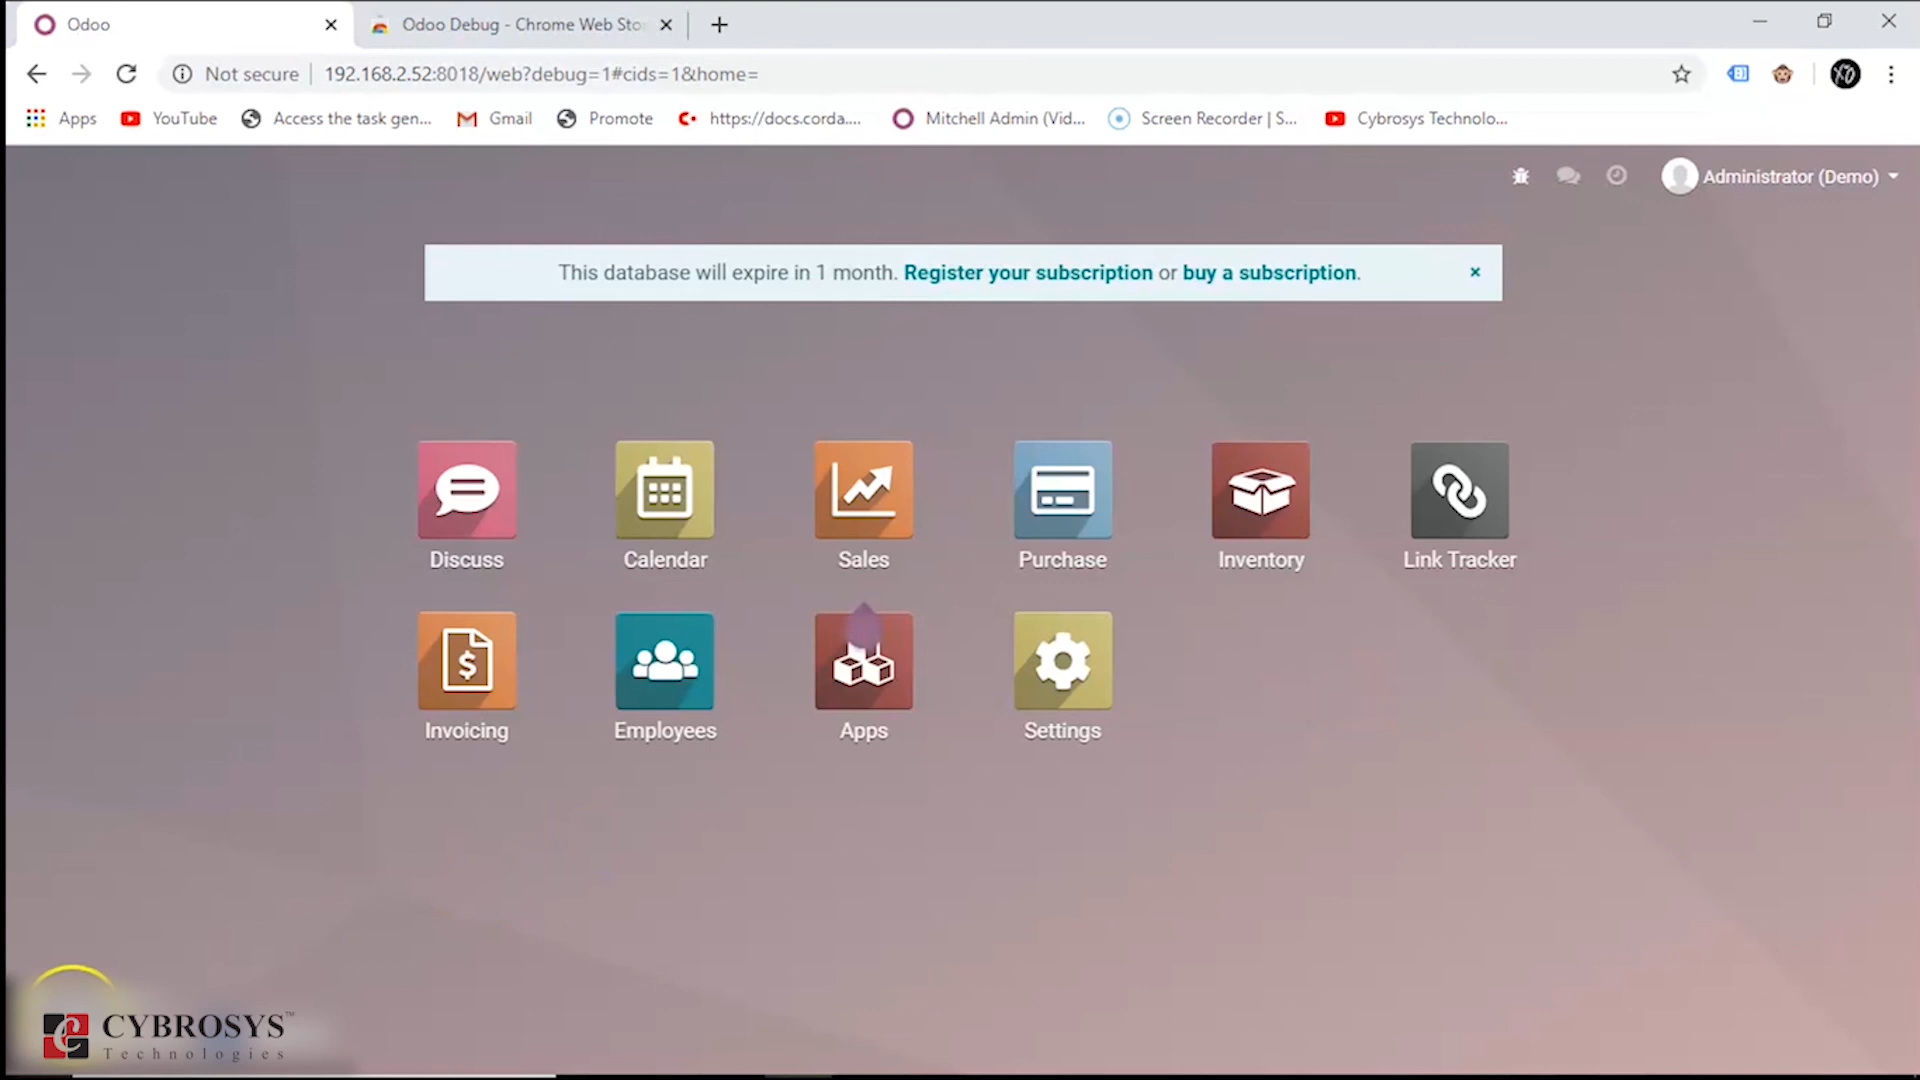 Odoo
Odoo Debug - Chrome Web Sto
Not secure
192.168.2.52:8018/web?debug=1#cids=1&home=
Apps
YouTube
Access the task gen...
Gmail
Promote
https://docs.corda....
Mitchell Admin (Vid...
Screen Recorder | S...
Cybrosys Technolo...
Administrator (Demo)
This database will expire in 1 month. Register your subscription or buy a subscription.
Discuss
Calendar
Sales
Purchase
Inventory
Link Tracker
Invoicing
Employees
Apps
Settings
CYBROSYS™
Technologies